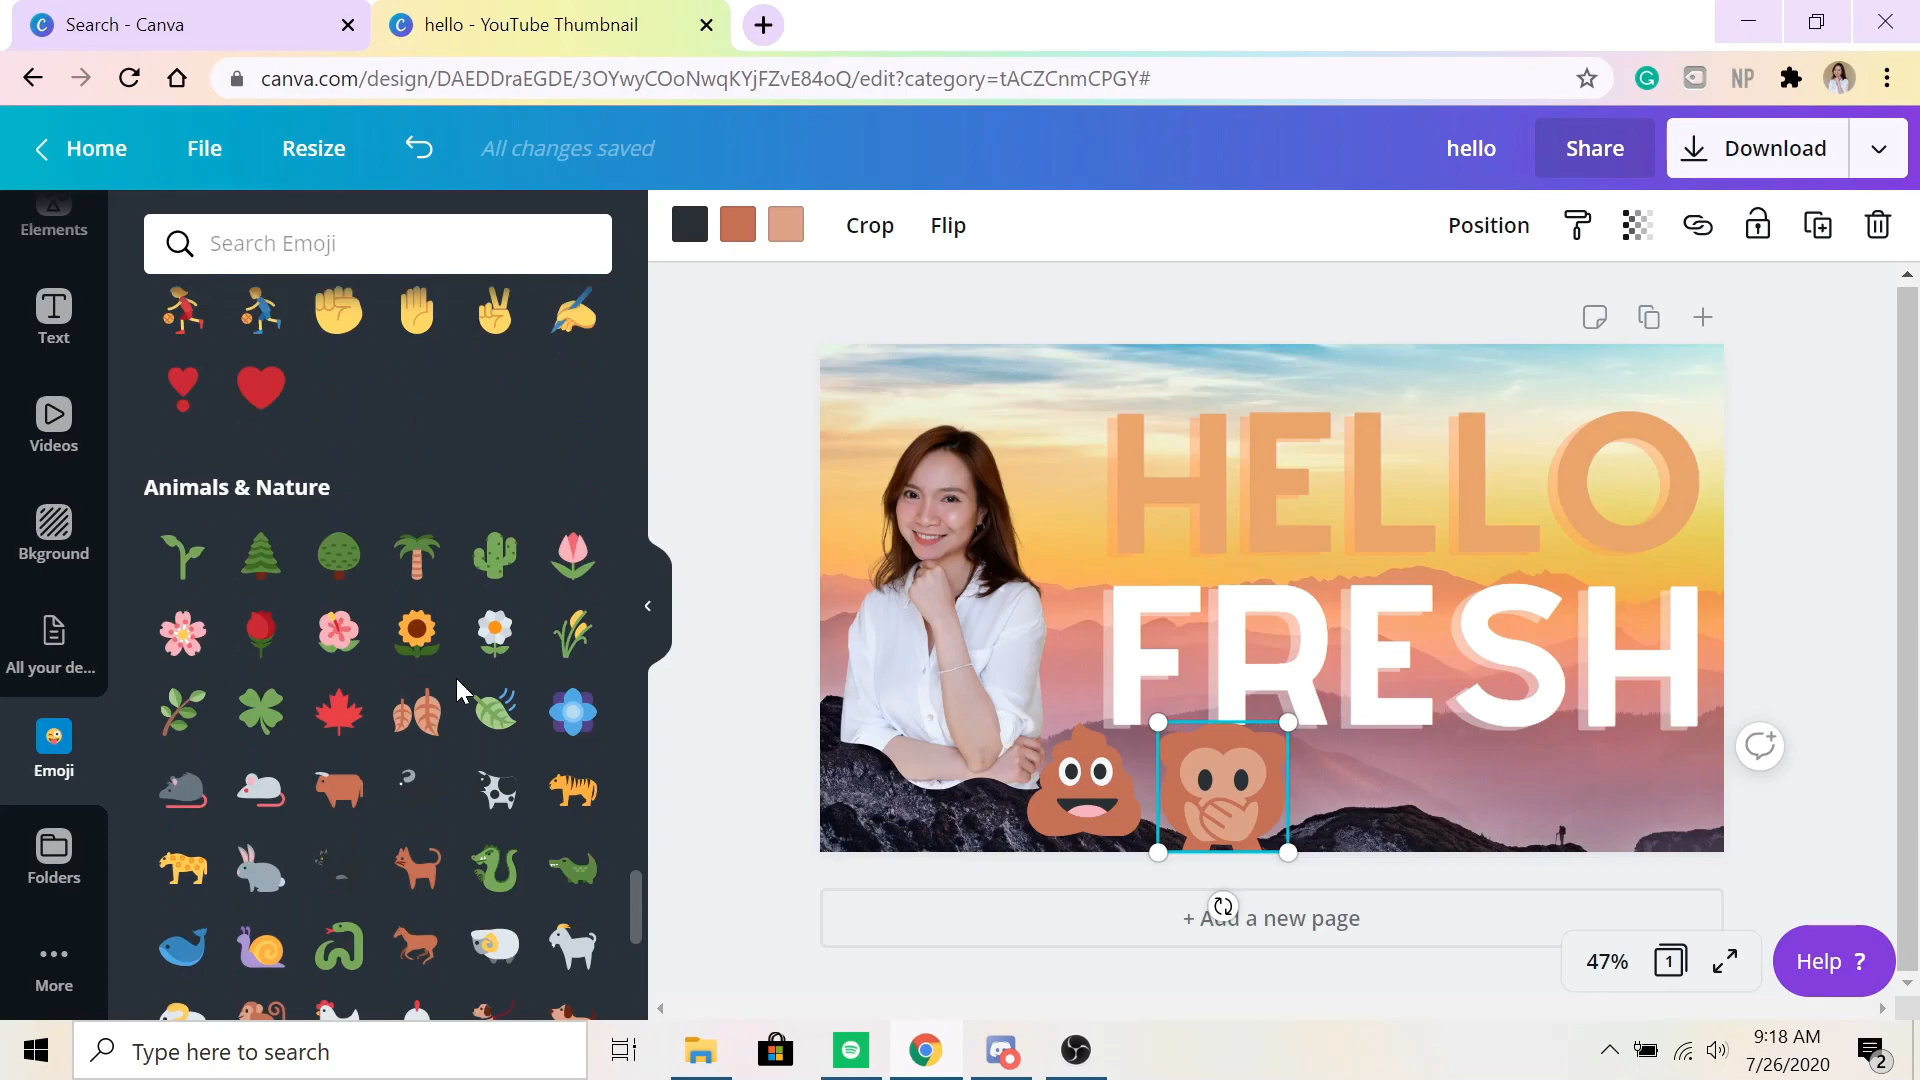 Search - Canva
hello - YouTube Thumbnail
canva.com/design/DAEDDraEGDE/3OYwyCOoNwqKYjFZvE84oQ/edit?category=tACZCnmCPGY#
NP
Home
File
Resize
All changes saved
hello
Share
Download
Elements
Text
Videos
Bkground
All your de...
Emoji
Folders
More
Search Emoji
Animals & Nature
Crop
Flip
Position
HELLO
FRESH
+ Add a new page
47%
1
Help ?
Type here to search
9:18 AM
7/26/2020
2